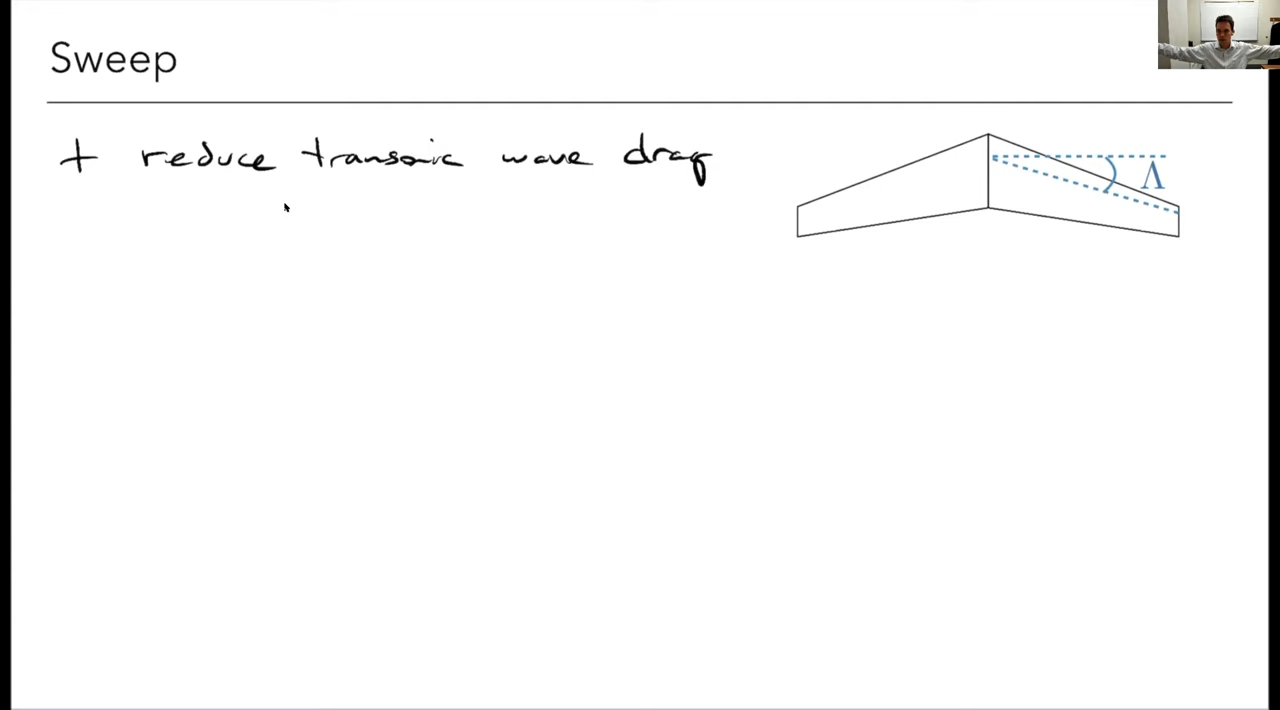 Sweep
+ reduce transonic wave drag
Λ